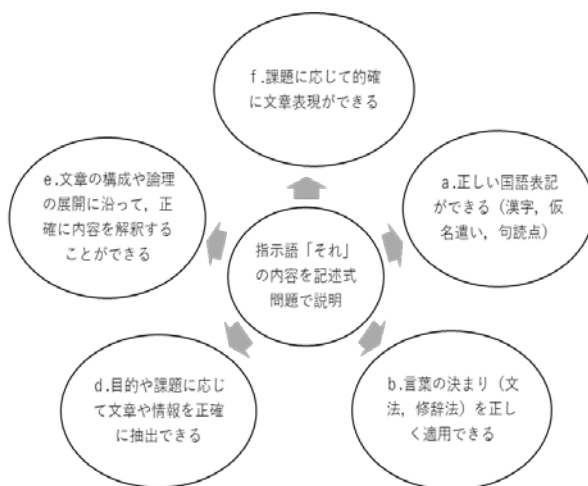 f.課題に応じて的確
に文章表現ができる
e.文章の構成や論理
の展開に沿って，正
確に内容を解釈する
ことができる
a.正しい国語表記
ができる（漢字，仮
名遣い，句読点）
指示語「それ」
の内容を記述式
問題で説明
d.目的や課題に応じ
て文章や情報を正確
に抽出できる
b.言葉の決まり（文
法，修辞法）を正し
く適用できる